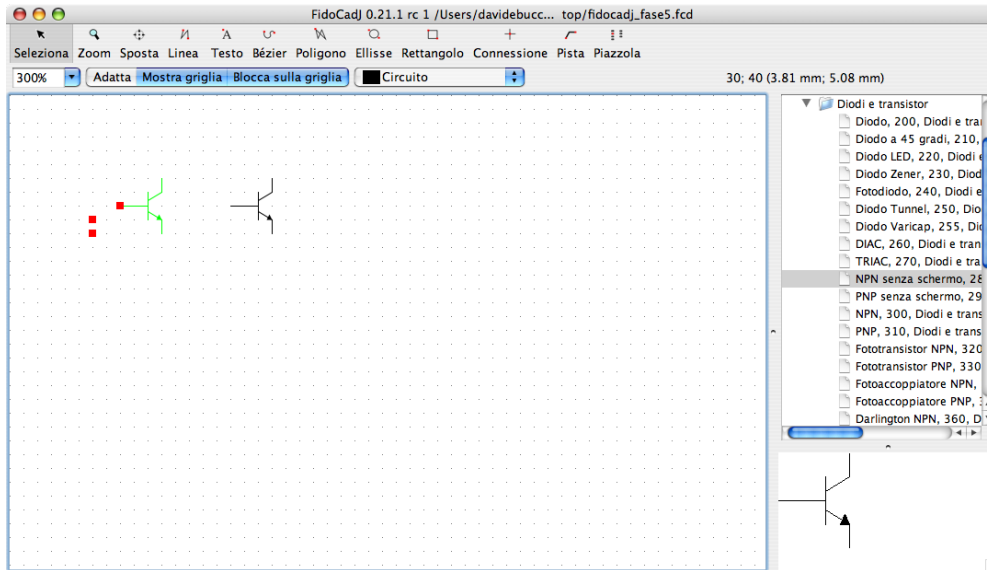 FidoCadJ 0.21.1 rc 1 /Users/davidebucc... top/fidocadj_fase5.fcd
Seleziona Zoom Sposta Linea Testo Bézier Poligono Ellisse Rettangolo Connessione Pista Piazzola
300% Adatta Mostra griglia Blocca sulla griglia Circuito 30; 40 (3.81 mm; 5.08 mm)
Diodi e transistor
Diodo, 200, Diodi e tra
Diodo a 45 gradi, 210,
Diodo LED, 220, Diodi e
Diodo Zener, 230, Diod
Fotodiodo, 240, Diodi e
Diodo Tunnel, 250, Dio
Diodo Varicap, 255, Dio
DIAC, 260, Diodi e tran
TRIAC, 270, Diodi e tra
NPN senza schermo, 28
PNP senza schermo, 29
NPN, 300, Diodi e trans
PNP, 310, Diodi e trans
Fototransistor NPN, 320
Fototransistor PNP, 330
Fotoaccoppiatore NPN,
Fotoaccoppiatore PNP,
Darlington NPN, 360, D